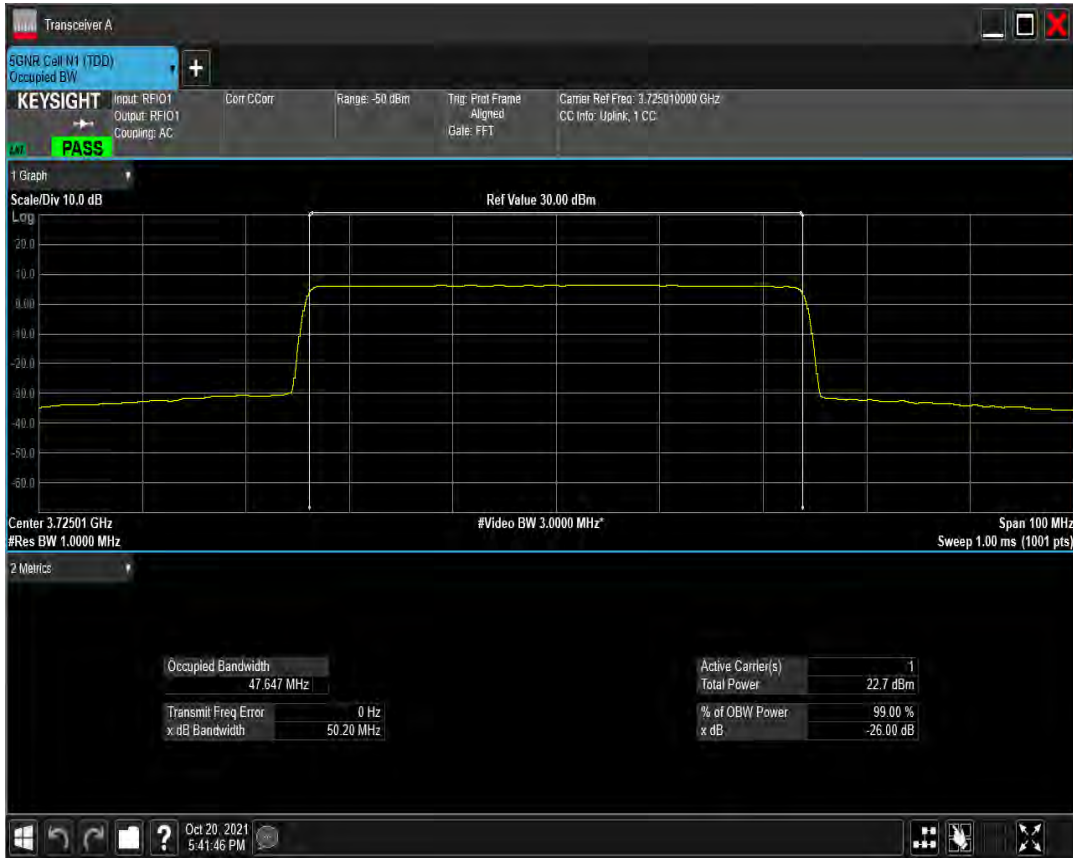 Transceiver A
5GNR Cell N1 (TDD)
Occupied BW
+
KEYSIGHT
PASS
Input: RFIO1
Output: RFIO1
Coupling: AC
Corr CCorr
Range: -50 dBm
Trig: Prot Frame
Aligned
Gate: FFT
Carrier Ref Freq: 3.725010000 GHz
CC Info: Uplink, 1 CC
1 Graph
Scale/Div 10.0 dB
Ref Value 30.00 dBm
Log
20.0
10.0
0.00
-10.0
-20.0
-30.0
-40.0
-50.0
-60.0
Center 3.72501 GHz
#Video BW 3.0000 MHz*
Span 100 MHz
#Res BW 1.0000 MHz
Sweep 1.00 ms (1001 pts)
2 Metrics
Occupied Bandwidth
47.647 MHz
Transmit Freq Error 0 Hz
x dB Bandwidth 50.20 MHz
Active Carrier(s) 1
Total Power 22.7 dBm
% of OBW Power 99.00 %
x dB -26.00 dB
?
Oct 20, 2021
5:41:46 PM